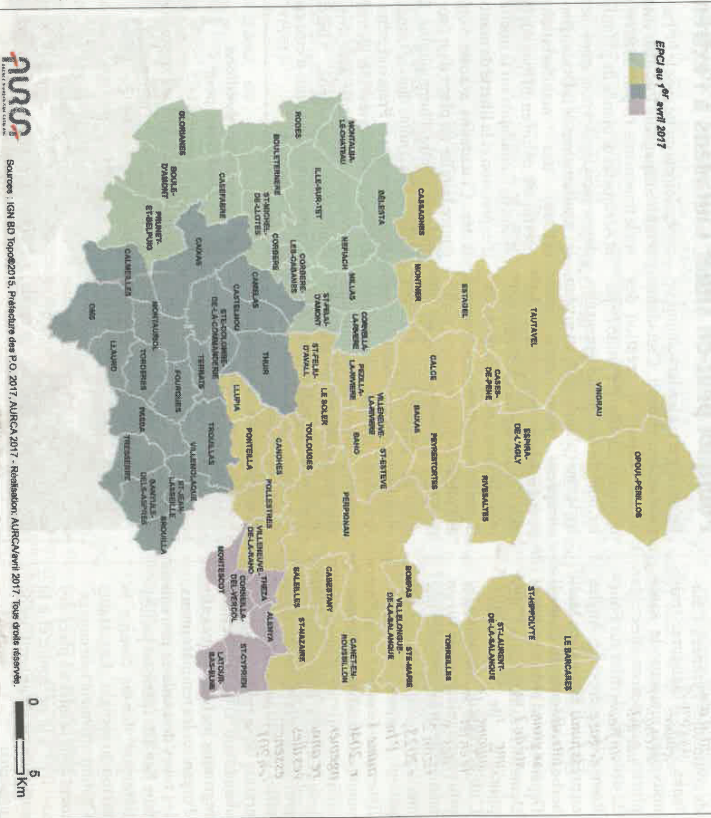 EPCI au 1er avril 2017
OPOUL-PÉRILLOS
VINGRAU
TAUTAVEL
CASES-
DE-PENE
ESPIRA-
DE-L'AGLY
ESTAGEL
RIVESALTES
LE BARCARES
ST-HIPPOLYTE
ST-LAURENT-
DE-LA-SALANQUE
CASSAGNES
MONTNER
CALCE
BAIXAS
PEYRESTORTES
TORREILLES
BOMPAS
VILLELONGUE-
DE-LA-SALANQUE
STE-MARIE
BÉLESTA
MONTALBA-
LE-CHATEAU
CORNEILLA-
LA-RIVIERE
PEZILLA-
LA-RIVIERE
VILLENEUVE-
LA-RIVIERE
ST-ESTEVE
BAHO
PERPIGNAN
CANET-EN-
ROUSSILLON
RODES
ILLE-SUR-TET
NEFIACH
MILLAS
ST-FELIU-
D'AMONT
ST-FELIU-
D'AVALL
LE SOLER
TOULOUGES
CABESTANY
BOULETERNERE
ST-MICHEL-
DE-LLOTES
CORBERE
CORBERE-
LES-CABANES
CAMELAS
THUIR
CANOHES
SALEILLES
ST-NAZAIRE
CASEFABRE
CASTELNOU
LLUPIA
PONTEILLA
POLLESTRES
VILLENEUVE-
DE-LA-RAHO
THEZA
ALENYA
GLORIANES
BOULE-
D'AMONT
PRUNET-
ET-BELPUIG
CAIXAS
STE-COLOMBE-
DE-LA-COMMANDERIE
TERRATS
TROUILLAS
MONTESCOT
CORNEILLA-
DEL-VERCOL
ST-CYPRIEN
LATOUR-
BAS-ELNE
CALMEILLES
MONTAURIOL
FOURQUES
VILLEMOLAQUE
ST-JEAN-
LASSEILLE
BROUILLA
OMS
LLAURO
TORDERES
PASSA
TRESSERRE
BANYULS-
DELS-ASPRES
AURCA
Sources : IGN BD Topo®2015, Préfecture des P.O. 2017, AURCA 2017 - Réalisation: AURCA/avril 2017. Tous droits réservés.
0 5
Km